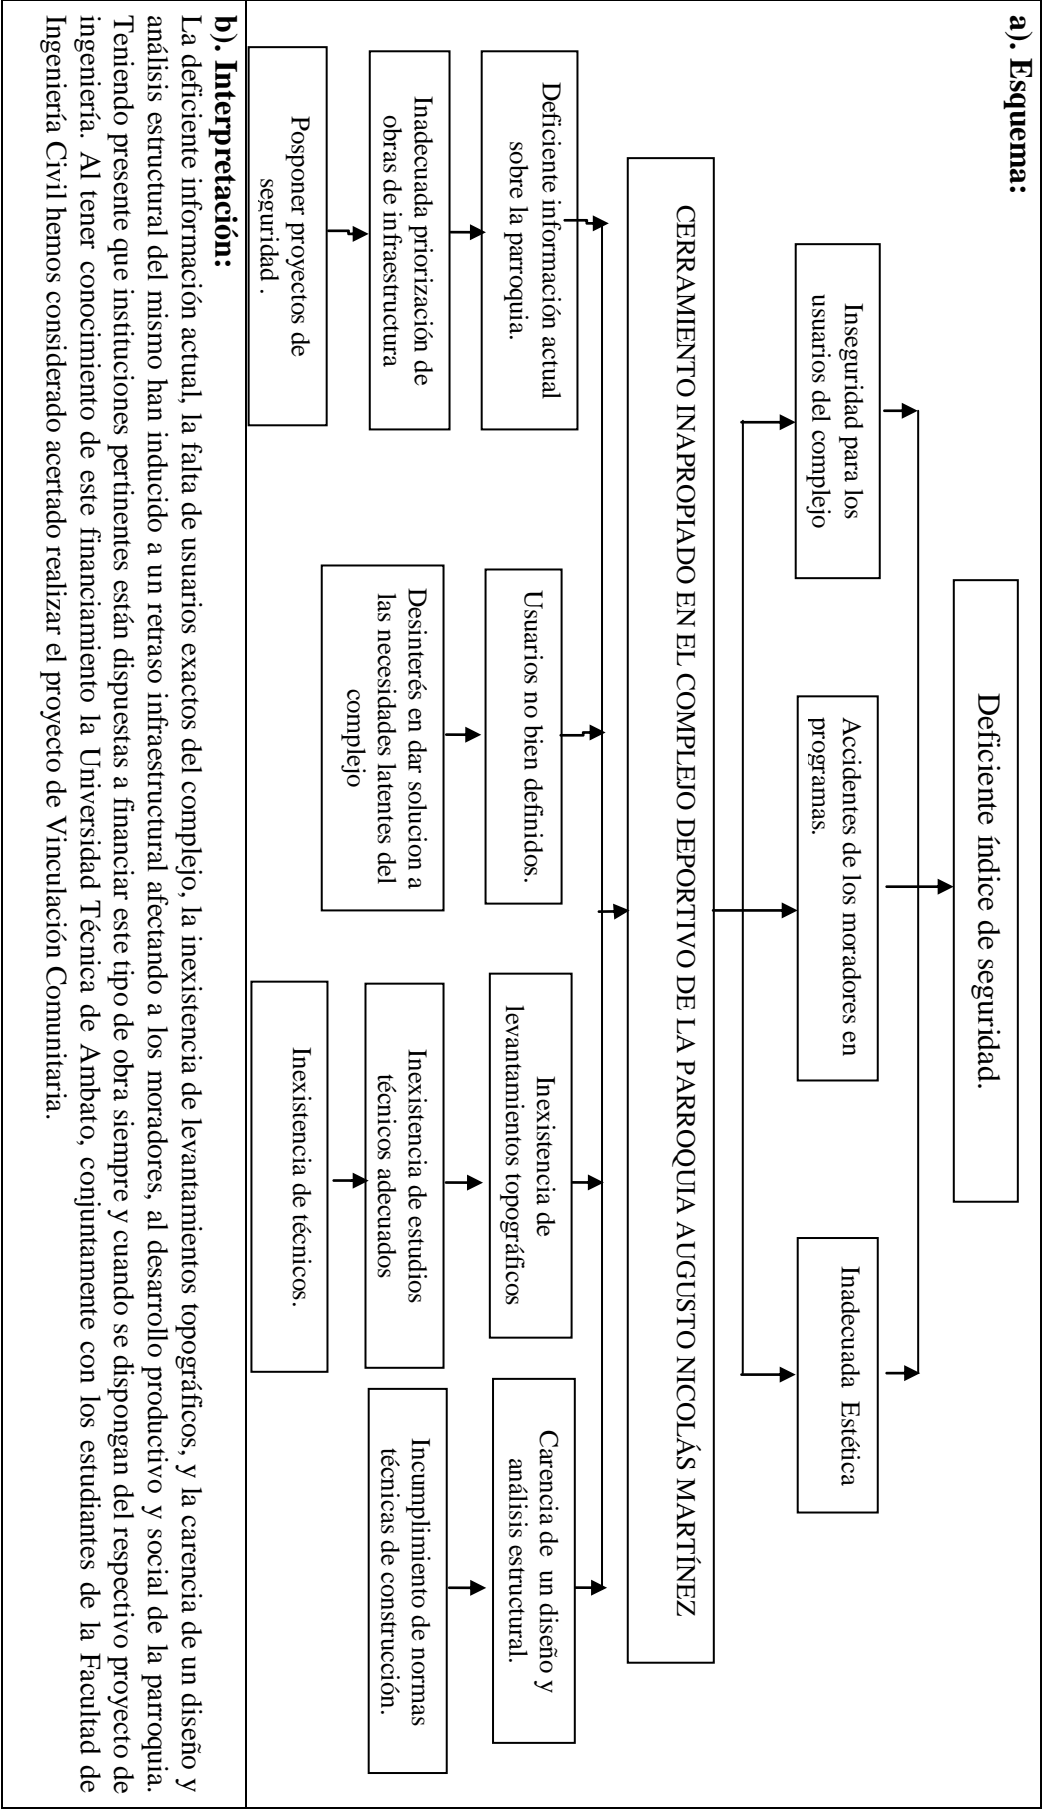 a). Esquema:
Deficiente índice de seguridad.
Inseguridad para los
usuarios del complejo
Accidentes de los moradores en
programas.
Inadecuada Estética
CERRAMIENTO INAPROPIADO EN EL COMPLEJO DEPORTIVO DE LA PARROQUIA AUGUSTO NICOLÁS MARTÍNEZ
Deficiente información actual
sobre la parroquia.
Usuarios no bien definidos.
Inexistencia de
levantamientos topográficos
Carencia de un diseño y
análisis estructural.
Inadecuada priorización de
obras de infraestructura
Desinterés en dar solucion a
las necesidades latentes del
complejo
Inexistencia de estudios
técnicos adecuados
Incumplimiento de normas
técnicas de construcción.
Posponer proyectos de
seguridad .
Inexistencia de técnicos.
b). Interpretación:
La deficiente información actual, la falta de usuarios exactos del complejo, la inexistencia de levantamientos topográficos, y la carencia de un diseño y
análisis estructural del mismo han inducido a un retraso infraestructural afectando a los moradores, al desarrollo productivo y social de la parroquia.
Teniendo presente que instituciones pertinentes están dispuestas a financiar este tipo de obra siempre y cuando se dispongan del respectivo proyecto de
ingeniería. Al tener conocimiento de este financiamiento la Universidad Técnica de Ambato, conjuntamente con los estudiantes de la Facultad de
Ingeniería Civil hemos considerado acertado realizar el proyecto de Vinculación Comunitaria.